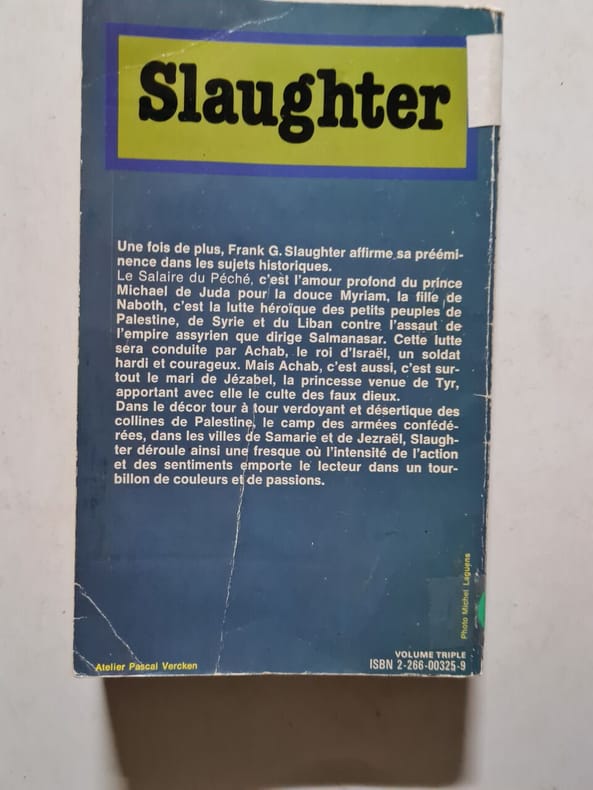 Slaughter
Une fois de plus, Frank G. Slaughter affirme sa préémi-
nence dans les sujets historiques.
Le Salaire du Péché, c'est l'amour profond du prince
Michael de Juda pour la douce Myriam, la fille de
Naboth, c'est la lutte héroïque des petits peuples de
Palestine, de Syrie et du Liban contre l'assaut de
l'empire assyrien que dirige Salmanasar. Cette lutte
sera conduite par Achab, le roi d'Israël, un soldat
hardi et courageux. Mais Achab, c'est aussi, c'est sur-
tout le mari de Jézabel, la princesse venue de Tyr,
apportant avec elle le culte des faux dieux.
Dans le décor tour à tour verdoyant et désertique des
collines de Palestine, le camp des armées confédé-
rées, dans les villes de Samarie et de Jezraël, Slaugh-
ter déroule ainsi une fresque où l'intensité de l'action
et des sentiments emporte le lecteur dans un tour-
billon de couleurs et de passions.
Photo Michel Laguens
Atelier Pascal Vercken
VOLUME TRIPLE
ISBN 2-266-00325-9